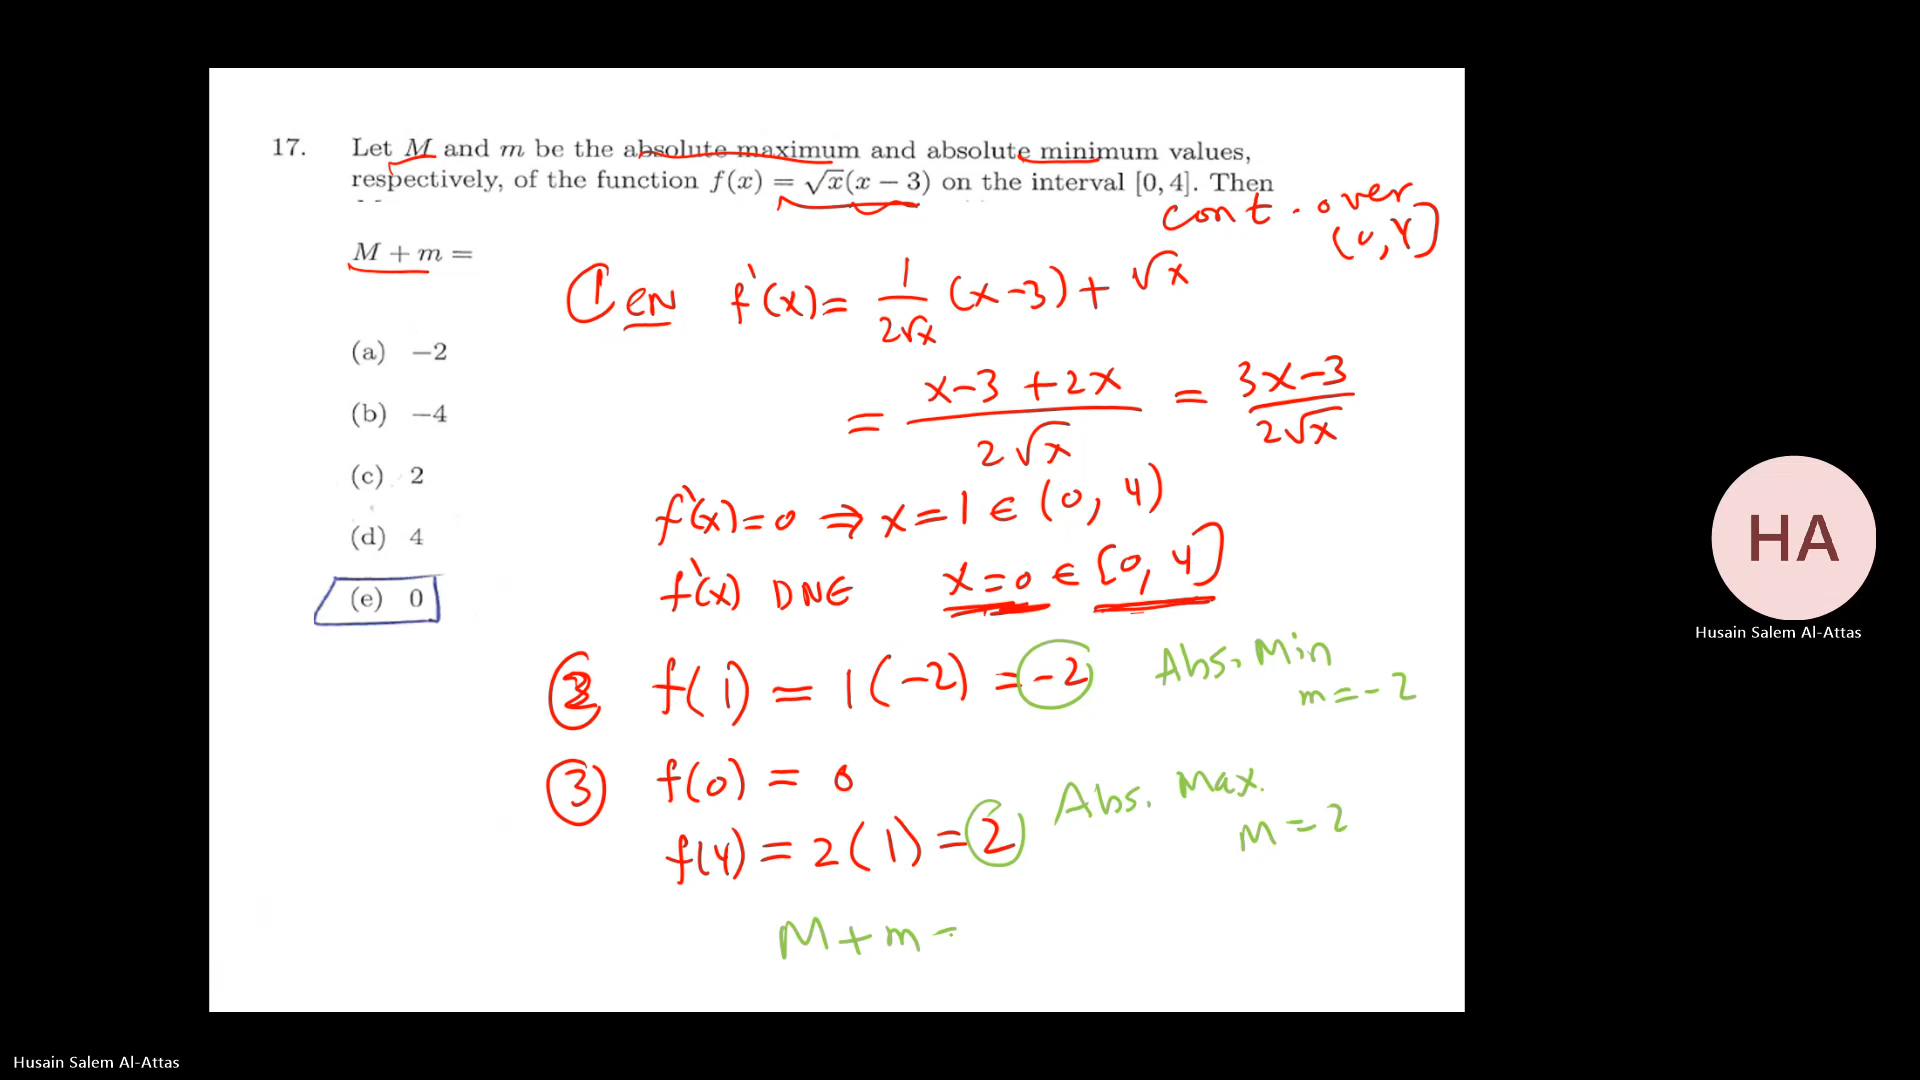 17. Let M and m be the absolute maximum and absolute minimum values,
respectively, of the function f(x) = √x(x − 3) on the interval [0, 4]. Then
cont. over
[0, 4]
M + m =
① CN f'(x) = 1/(2√x) (x-3) + √x
= (x-3+2x)/(2√x) = (3x-3)/(2√x)
(a) −2
(b) −4
(c) 2
(d) 4
(e) 0
f'(x)=0 ⇒ x=1 ∈ (0, 4)
f'(x) DNE x=0 ∈ [0, 4]
② f(1) = 1(-2) = -2 Abs. Min
m=-2
③ f(0) = 0
f(4) = 2(1) = 2 Abs. Max.
M=2
M+m -
HA
Husain Salem Al-Attas
Husain Salem Al-Attas